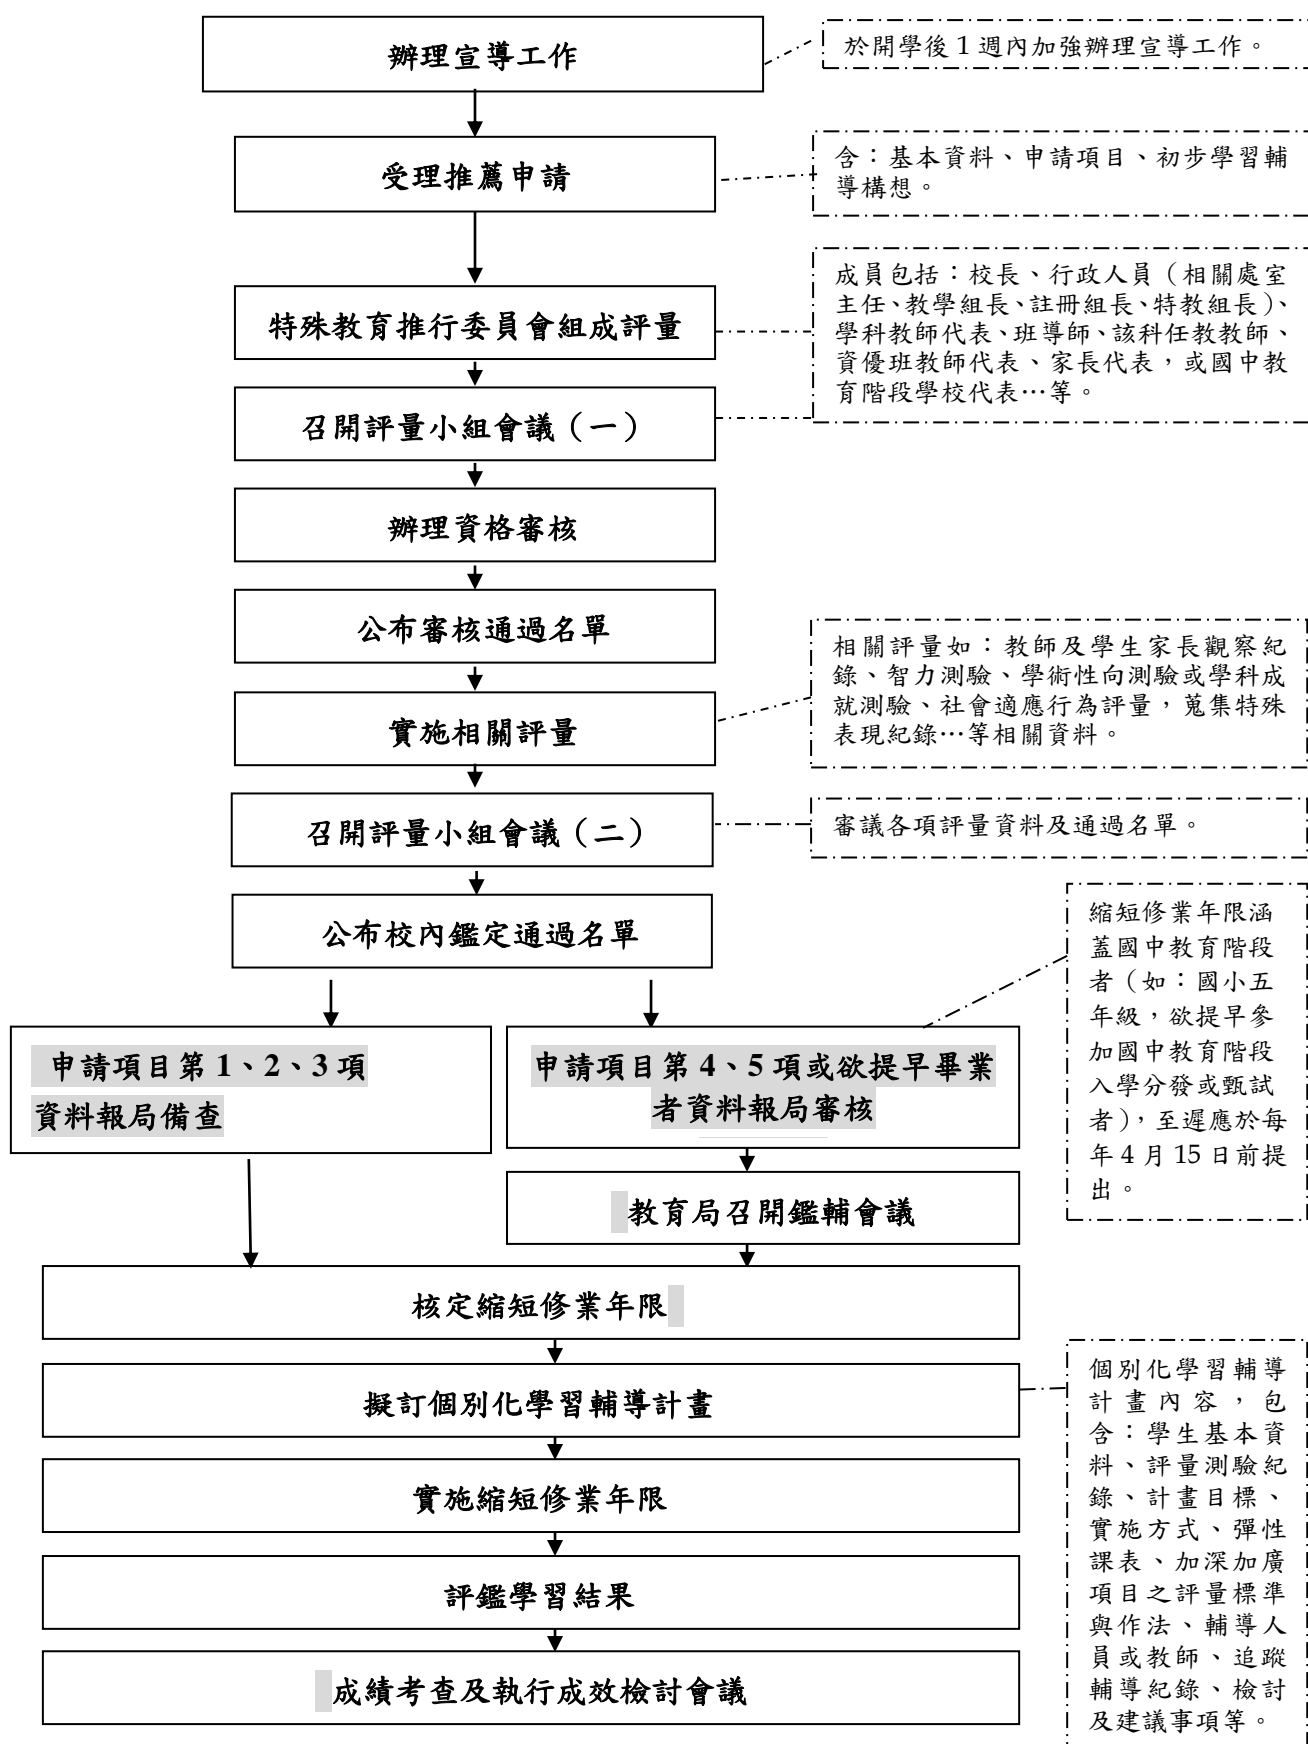 辦理宣導工作
於開學後1週內加強辦理宣導工作。
受理推薦申請
含：基本資料、申請項目、初步學習輔
導構想。
特殊教育推行委員會組成評量
成員包括：校長、行政人員（相關處室
主任、教學組長、註冊組長、特教組長）、
學科教師代表、班導師、該科任教教師、
資優班教師代表、家長代表，或國中教
育階段學校代表…等。
召開評量小組會議（一）
辦理資格審核
公布審核通過名單
相關評量如：教師及學生家長觀察紀
錄、智力測驗、學術性向測驗或學科成
就測驗、社會適應行為評量，蒐集特殊
表現紀錄…等相關資料。
實施相關評量
召開評量小組會議（二）
審議各項評量資料及通過名單。
公布校內鑑定通過名單
縮短修業年限涵
蓋國中教育階段
者（如：國小五
年級，欲提早參
加國中教育階段
入學分發或甄試
者），至遲應於每
年4月15日前提
出。
申請項目第1、2、3項
資料報局備查
申請項目第4、5項或欲提早畢業
者資料報局審核
教育局召開鑑輔會議
核定縮短修業年限
擬訂個別化學習輔導計畫
個別化學習輔導
計畫內容，包
含：學生基本資
料、評量測驗紀
錄、計畫目標、
實施方式、彈性
課表、加深加廣
項目之評量標準
與作法、輔導人
員或教師、追蹤
輔導紀錄、檢討
及建議事項等。
實施縮短修業年限
評鑑學習結果
成績考查及執行成效檢討會議